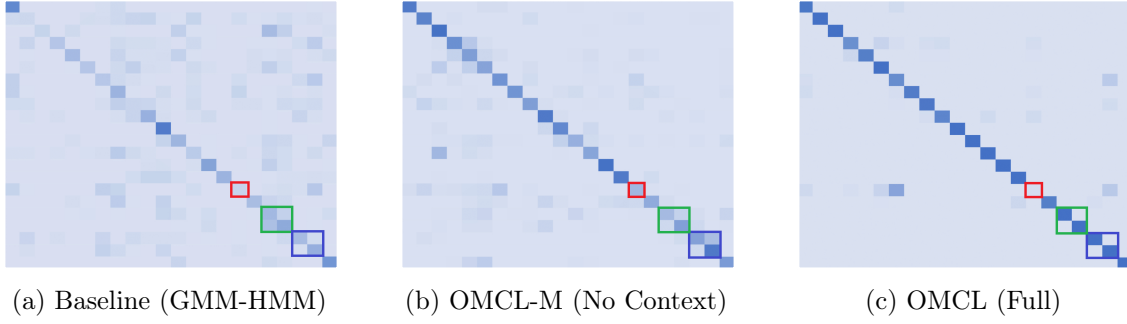 (a) Baseline (GMM-HMM)
(b) OMCL-M (No Context)
(c) OMCL (Full)